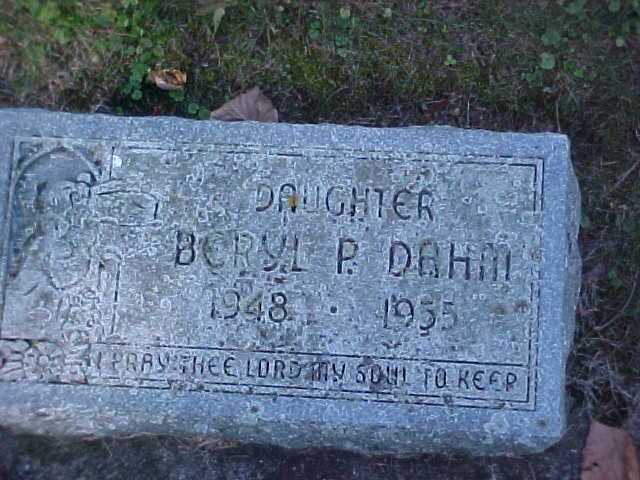 DAUGHTER
BERYL P. DAHM
1948 · 1955
I PRAY THEE LORD MY SOUL TO KEEP